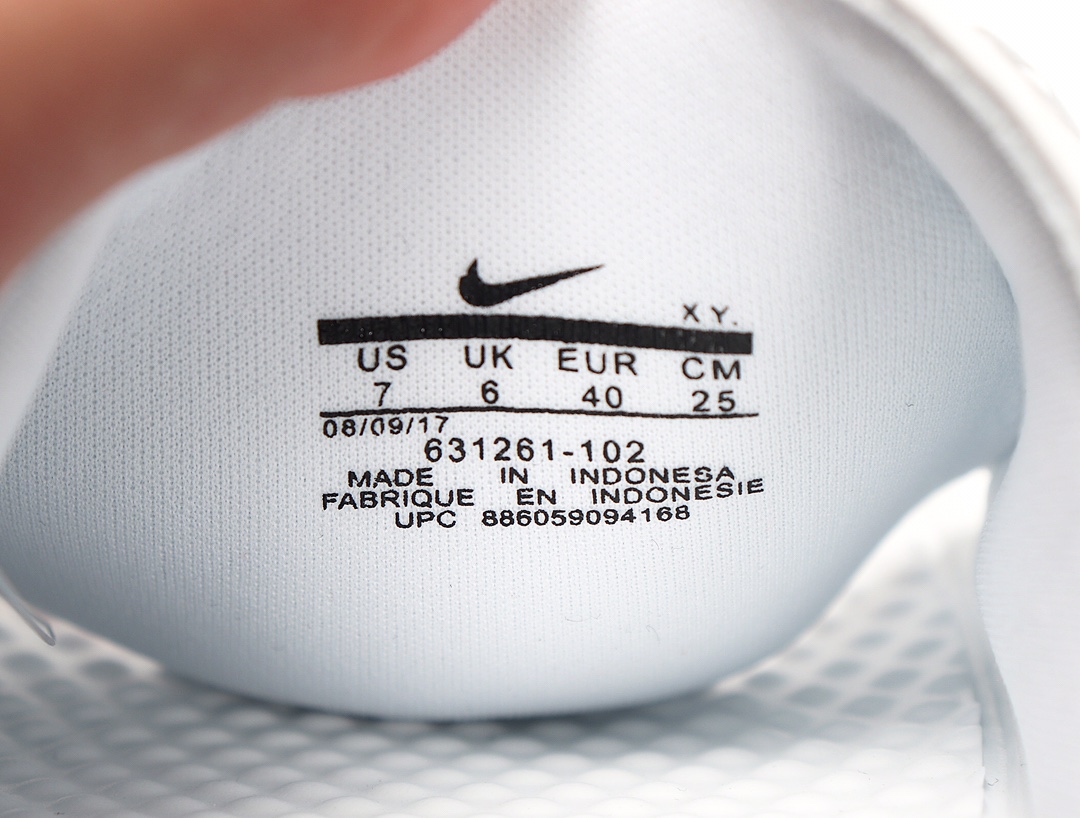 X Y.
US UK EUR CM
7 6 40 25
08/09/17
631261-102
MADE IN INDONESA
FABRIQUE EN INDONESIE
UPC 886059094168